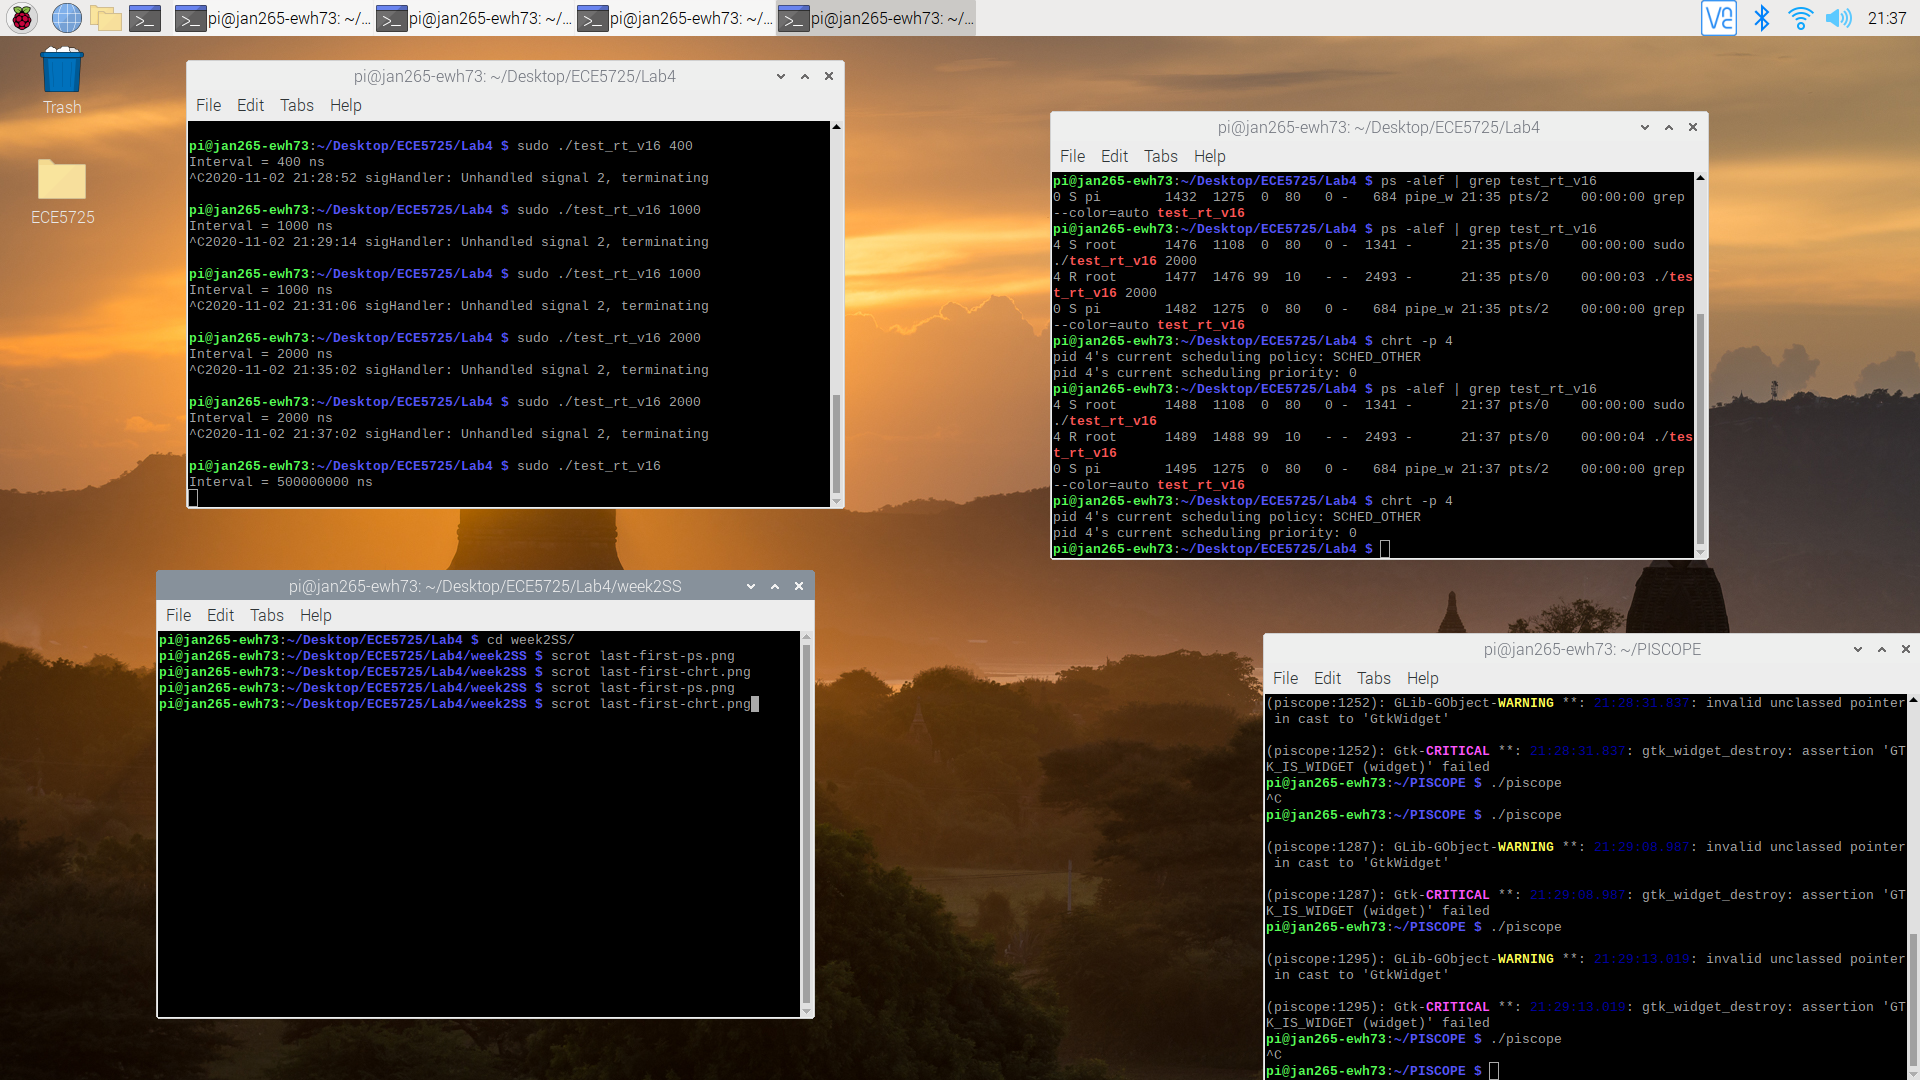 pi@jan265-ewh73: ~/...
pi@jan265-ewh73: ~/...
pi@jan265-ewh73: ~/...
pi@jan265-ewh73: ~/...
21:37
Trash
ECE5725
pi@jan265-ewh73: ~/Desktop/ECE5725/Lab4
File Edit Tabs Help
pi@jan265-ewh73:~/Desktop/ECE5725/Lab4 $ sudo ./test_rt_v16 400
Interval = 400 ns
^C2020-11-02 21:28:52 sigHandler: Unhandled signal 2, terminating
pi@jan265-ewh73:~/Desktop/ECE5725/Lab4 $ sudo ./test_rt_v16 1000
Interval = 1000 ns
^C2020-11-02 21:29:14 sigHandler: Unhandled signal 2, terminating
pi@jan265-ewh73:~/Desktop/ECE5725/Lab4 $ sudo ./test_rt_v16 1000
Interval = 1000 ns
^C2020-11-02 21:31:06 sigHandler: Unhandled signal 2, terminating
pi@jan265-ewh73:~/Desktop/ECE5725/Lab4 $ sudo ./test_rt_v16 2000
Interval = 2000 ns
^C2020-11-02 21:35:02 sigHandler: Unhandled signal 2, terminating
pi@jan265-ewh73:~/Desktop/ECE5725/Lab4 $ sudo ./test_rt_v16 2000
Interval = 2000 ns
^C2020-11-02 21:37:02 sigHandler: Unhandled signal 2, terminating
pi@jan265-ewh73:~/Desktop/ECE5725/Lab4 $ sudo ./test_rt_v16
Interval = 500000000 ns
pi@jan265-ewh73: ~/Desktop/ECE5725/Lab4
File Edit Tabs Help
pi@jan265-ewh73:~/Desktop/ECE5725/Lab4 $ ps -alef | grep test_rt_v16
0 S pi 1432 1275 0 80 0 - 684 pipe_w 21:35 pts/2 00:00:00 grep
--color=auto test_rt_v16
pi@jan265-ewh73:~/Desktop/ECE5725/Lab4 $ ps -alef | grep test_rt_v16
4 S root 1476 1108 0 80 0 - 1341 - 21:35 pts/0 00:00:00 sudo
./test_rt_v16 2000
4 R root 1477 1476 99 10 - - 2493 - 21:35 pts/0 00:00:03 ./tes
t_rt_v16 2000
0 S pi 1482 1275 0 80 0 - 684 pipe_w 21:35 pts/2 00:00:00 grep
--color=auto test_rt_v16
pi@jan265-ewh73:~/Desktop/ECE5725/Lab4 $ chrt -p 4
pid 4's current scheduling policy: SCHED_OTHER
pid 4's current scheduling priority: 0
pi@jan265-ewh73:~/Desktop/ECE5725/Lab4 $ ps -alef | grep test_rt_v16
4 S root 1488 1108 0 80 0 - 1341 - 21:37 pts/0 00:00:00 sudo
./test_rt_v16
4 R root 1489 1488 99 10 - - 2493 - 21:37 pts/0 00:00:04 ./tes
t_rt_v16
0 S pi 1495 1275 0 80 0 - 684 pipe_w 21:37 pts/2 00:00:00 grep
--color=auto test_rt_v16
pi@jan265-ewh73:~/Desktop/ECE5725/Lab4 $ chrt -p 4
pid 4's current scheduling policy: SCHED_OTHER
pid 4's current scheduling priority: 0
pi@jan265-ewh73:~/Desktop/ECE5725/Lab4 $
pi@jan265-ewh73: ~/Desktop/ECE5725/Lab4/week2SS
File Edit Tabs Help
pi@jan265-ewh73:~/Desktop/ECE5725/Lab4 $ cd week2SS/
pi@jan265-ewh73:~/Desktop/ECE5725/Lab4/week2SS $ scrot last-first-ps.png
pi@jan265-ewh73:~/Desktop/ECE5725/Lab4/week2SS $ scrot last-first-chrt.png
pi@jan265-ewh73:~/Desktop/ECE5725/Lab4/week2SS $ scrot last-first-ps.png
pi@jan265-ewh73:~/Desktop/ECE5725/Lab4/week2SS $ scrot last-first-chrt.png
pi@jan265-ewh73: ~/PISCOPE
File Edit Tabs Help
(piscope:1252): GLib-GObject-WARNING **: 21:28:31.837: invalid unclassed pointer
in cast to 'GtkWidget'
(piscope:1252): Gtk-CRITICAL **: 21:28:31.837: gtk_widget_destroy: assertion 'GT
K_IS_WIDGET (widget)' failed
pi@jan265-ewh73:~/PISCOPE $ ./piscope
^C
pi@jan265-ewh73:~/PISCOPE $ ./piscope
(piscope:1287): GLib-GObject-WARNING **: 21:29:08.987: invalid unclassed pointer
in cast to 'GtkWidget'
(piscope:1287): Gtk-CRITICAL **: 21:29:08.987: gtk_widget_destroy: assertion 'GT
K_IS_WIDGET (widget)' failed
pi@jan265-ewh73:~/PISCOPE $ ./piscope
(piscope:1295): GLib-GObject-WARNING **: 21:29:13.019: invalid unclassed pointer
in cast to 'GtkWidget'
(piscope:1295): Gtk-CRITICAL **: 21:29:13.019: gtk_widget_destroy: assertion 'GT
K_IS_WIDGET (widget)' failed
pi@jan265-ewh73:~/PISCOPE $ ./piscope
^C
pi@jan265-ewh73:~/PISCOPE $